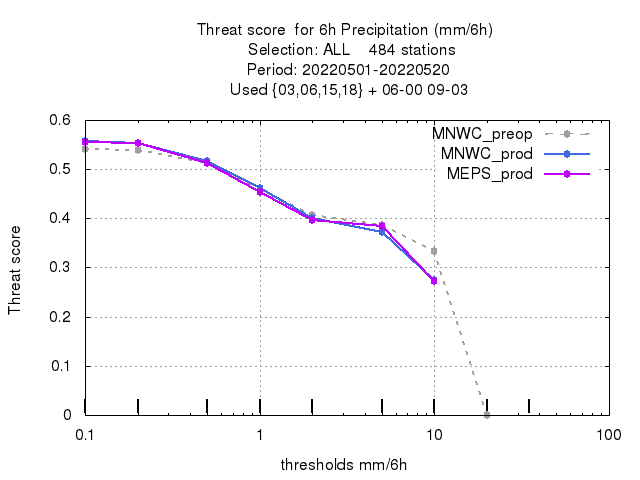 Threat score  for 6h Precipitation (mm/6h)
Selection: ALL    484 stations
Period: 20220501-20220520
Used {03,06,15,18} + 06-00 09-03
MNWC_preop
MNWC_prod
MEPS_prod
Threat score
0.6
0.5
0.4
0.3
0.2
0.1
0
0.1
1
10
100
thresholds mm/6h